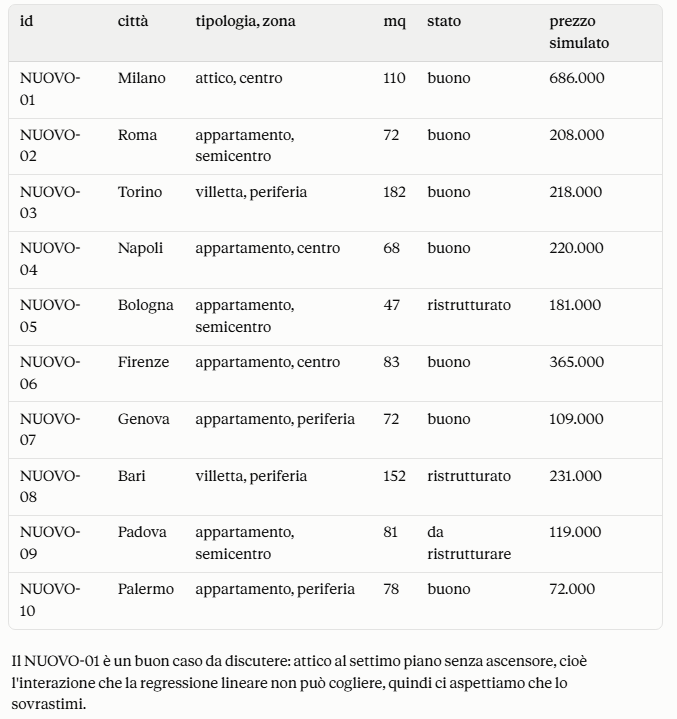 id città tipologia, zona mq stato prezzo
simulato
NUOVO- Milano attico, centro 110 buono 686.000
01
NUOVO- Roma appartamento, 72 buono 208.000
02 semicentro
NUOVO- Torino villetta, periferia 182 buono 218.000
03
NUOVO- Napoli appartamento, centro 68 buono 220.000
04
NUOVO- Bologna appartamento, 47 ristrutturato 181.000
05 semicentro
NUOVO- Firenze appartamento, centro 83 buono 365.000
06
NUOVO- Genova appartamento, periferia 72 buono 109.000
07
NUOVO- Bari villetta, periferia 152 ristrutturato 231.000
08
NUOVO- Padova appartamento, 81 da 119.000
09 semicentro ristrutturare
NUOVO- Palermo appartamento, periferia 78 buono 72.000
10
Il NUOVO-01 è un buon caso da discutere: attico al settimo piano senza ascensore, cioè
l'interazione che la regressione lineare non può cogliere, quindi ci aspettiamo che lo
sovrastimi.